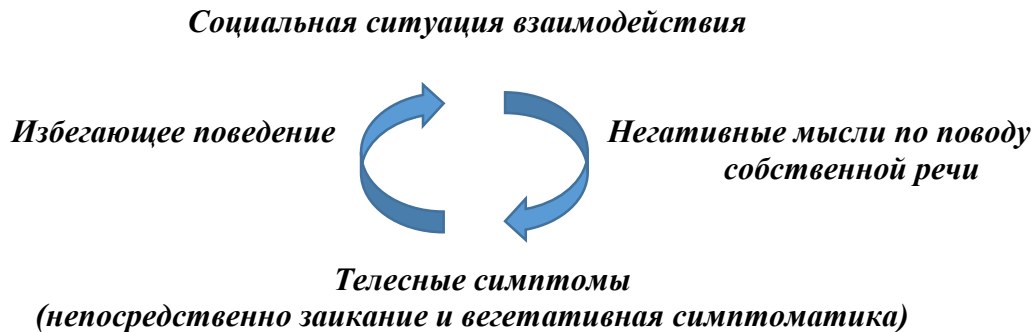 Социальная ситуация взаимодействия
Избегающее поведение
Негативные мысли по поводу
собственной речи
Телесные симптомы
(непосредственно заикание и вегетативная симптоматика)